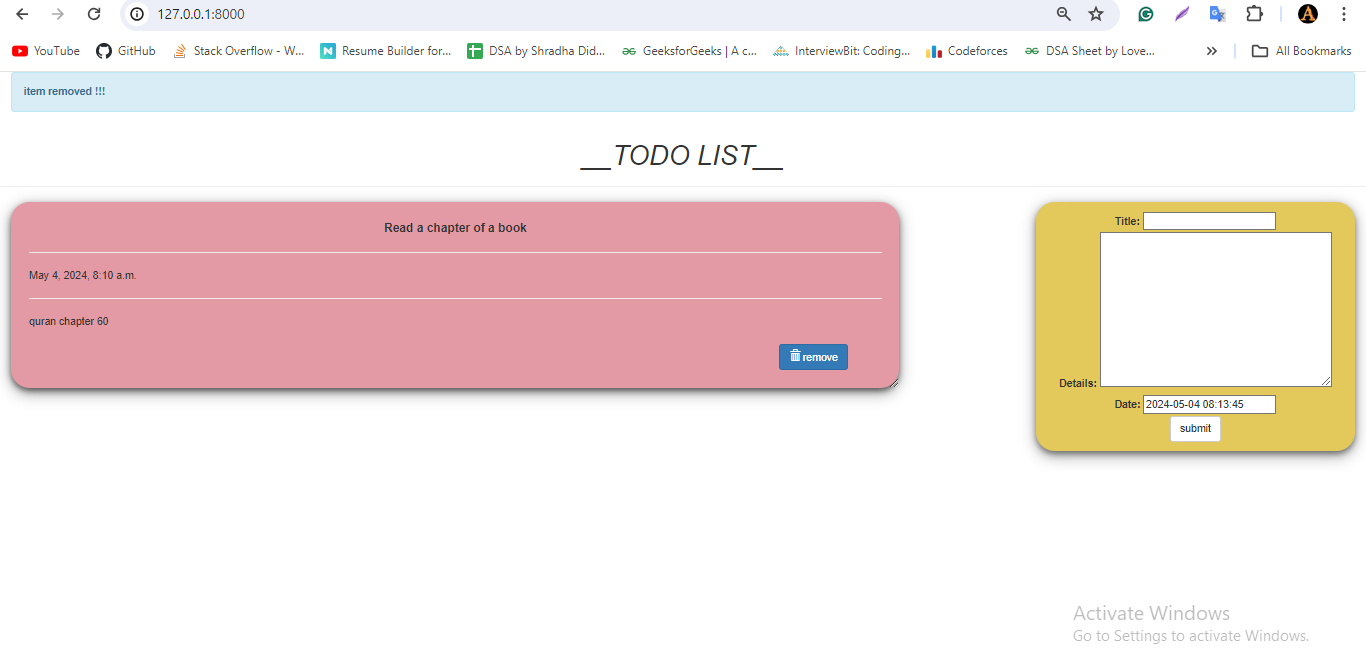 127.0.0.1:8000
YouTube GitHub Stack Overflow - W... Resume Builder for... DSA by Shradha Did... GeeksforGeeks | A c... InterviewBit: Coding... Codeforces DSA Sheet by Love... » All Bookmarks
item removed !!!
__TODO LIST__
Read a chapter of a book
May 4, 2024, 8:10 a.m.
quran chapter 60
remove
Title:
Details:
Date: 2024-05-04 08:13:45
submit
Activate Windows
Go to Settings to activate Windows.